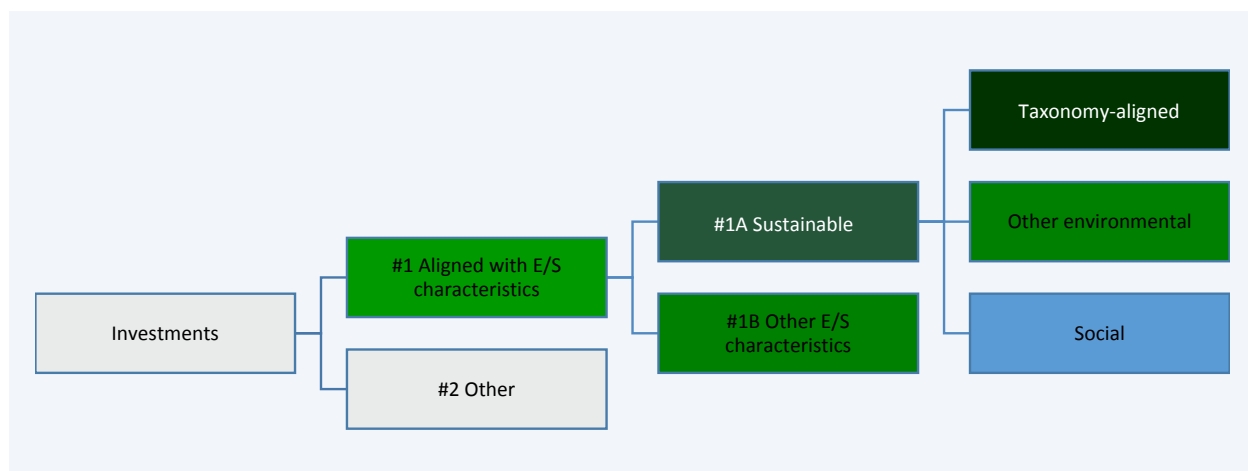 Taxonomy-aligned
#1A Sustainable
Other environmental
#1 Aligned with E/S
characteristics
Investments
#1B Other E/S
characteristics
Social
#2 Other